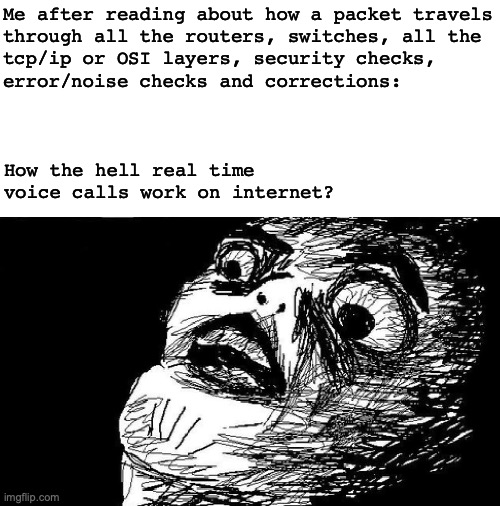 Me after reading about how a packet travels
through all the routers, switches, all the
tcp/ip or OSI layers, security checks,
error/noise checks and corrections:
How the hell real time
voice calls work on internet?
imgflip.com